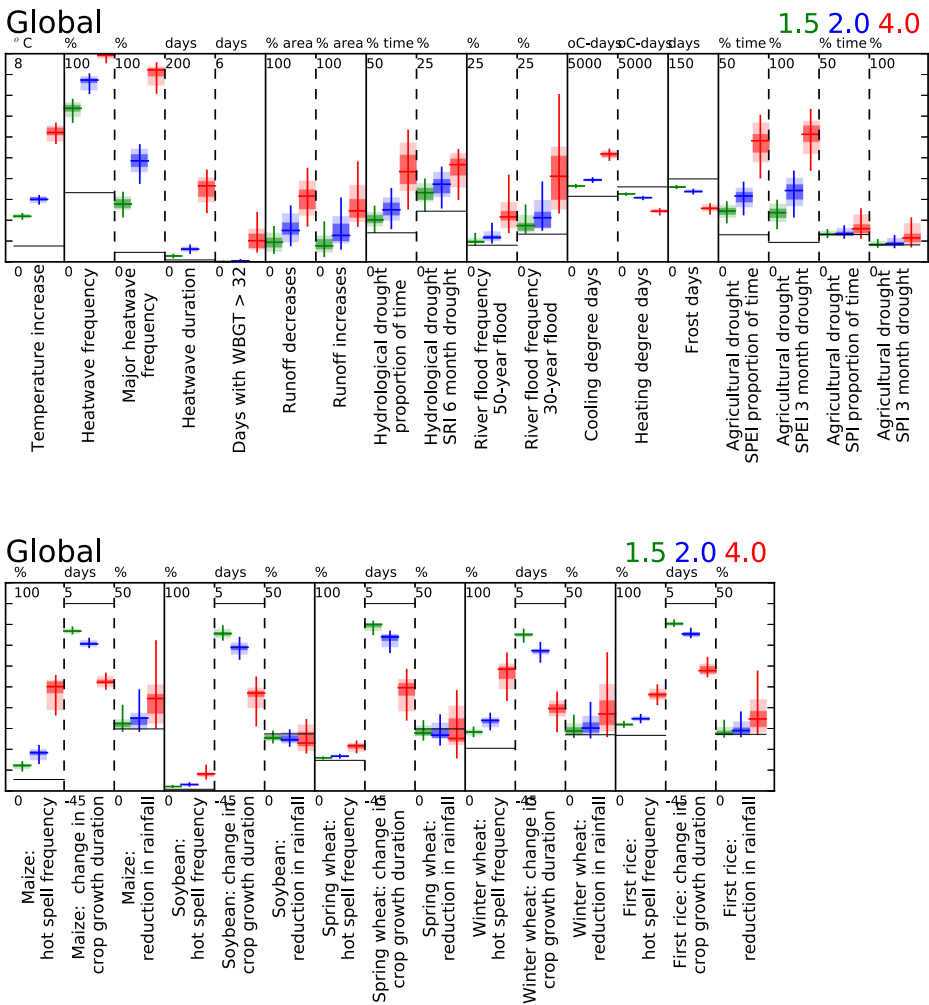 Global
1.5 2.0 4.0
°C % % days days % area % area % time % % % oC-days oC-days days % time % % time %
8 100 100 200 6 100 100 50 25 25 25 5000 5000 150 50 100 50 100
0 0 0 0 0 0 0 0 0 0 0 0 0 0 0 0 0 0
Temperature increase
Heatwave frequency
Major heatwave
frequency
Heatwave duration
Days with WBGT > 32
Runoff decreases
Runoff increases
Hydrological drought
proportion of time
Hydrological drought
SRI 6 month drought
River flood frequency
50-year flood
River flood frequency
30-year flood
Cooling degree days
Heating degree days
Frost days
Agricultural drought
SPEI proportion of time
Agricultural drought
SPEI 3 month drought
Agricultural drought
SPI proportion of time
Agricultural drought
SPI 3 month drought
Global
1.5 2.0 4.0
% days % % days % % days % % days % % days %
100 5 50 100 5 50 100 5 50 100 5 50 100 5 50
0 -45 0 0 -45 0 0 -45 0 0 -45 0 0 -45 0
Maize:
hot spell frequency
Maize: change in
crop growth duration
Maize:
reduction in rainfall
Soybean:
hot spell frequency
Soybean: change in
crop growth duration
Soybean:
reduction in rainfall
Spring wheat:
hot spell frequency
Spring wheat: change in
crop growth duration
Spring wheat:
reduction in rainfall
Winter wheat:
hot spell frequency
Winter wheat: change in
crop growth duration
Winter wheat:
reduction in rainfall
First rice:
hot spell frequency
First rice: change in
crop growth duration
First rice:
reduction in rainfall